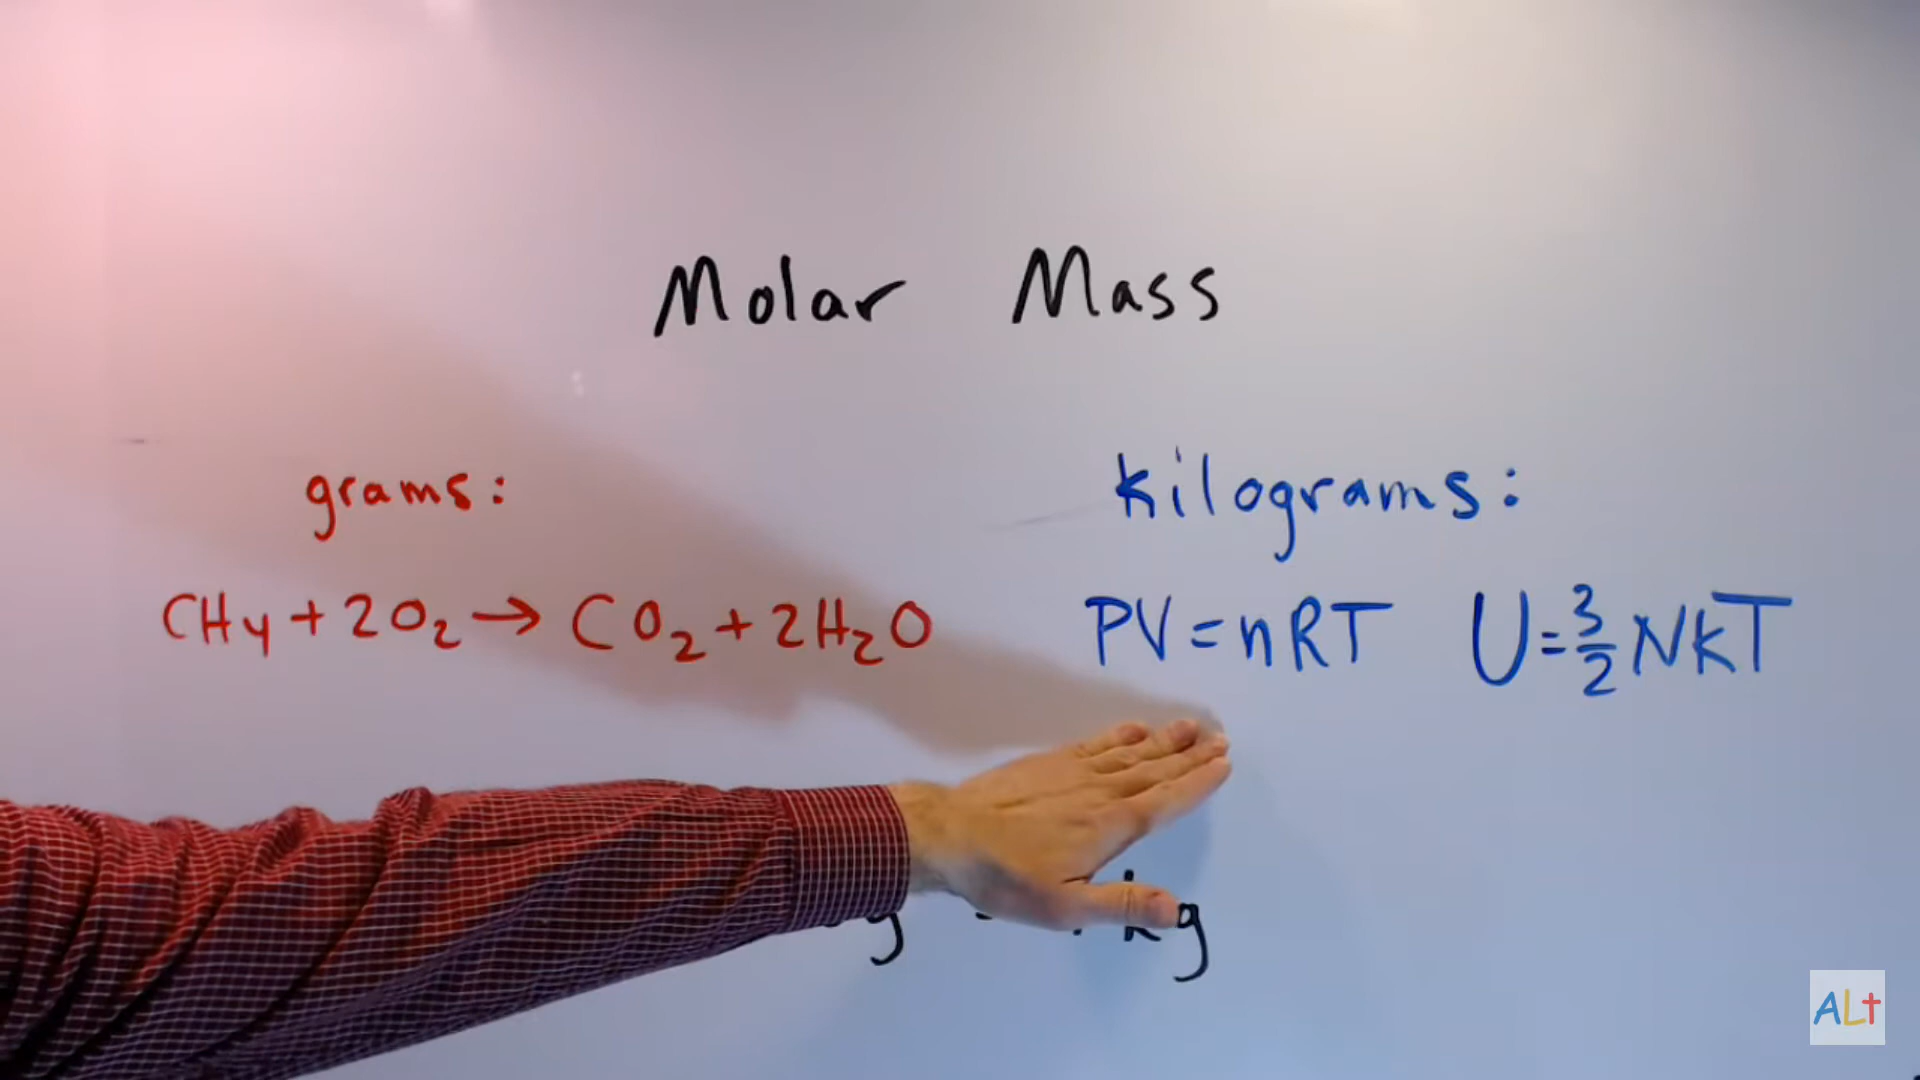 Molar Mass
grams:
kilograms:
CH4 + 2O2 → CO2 + 2H2O
PV = nRT U = 3/2 NkT
kg
ALt